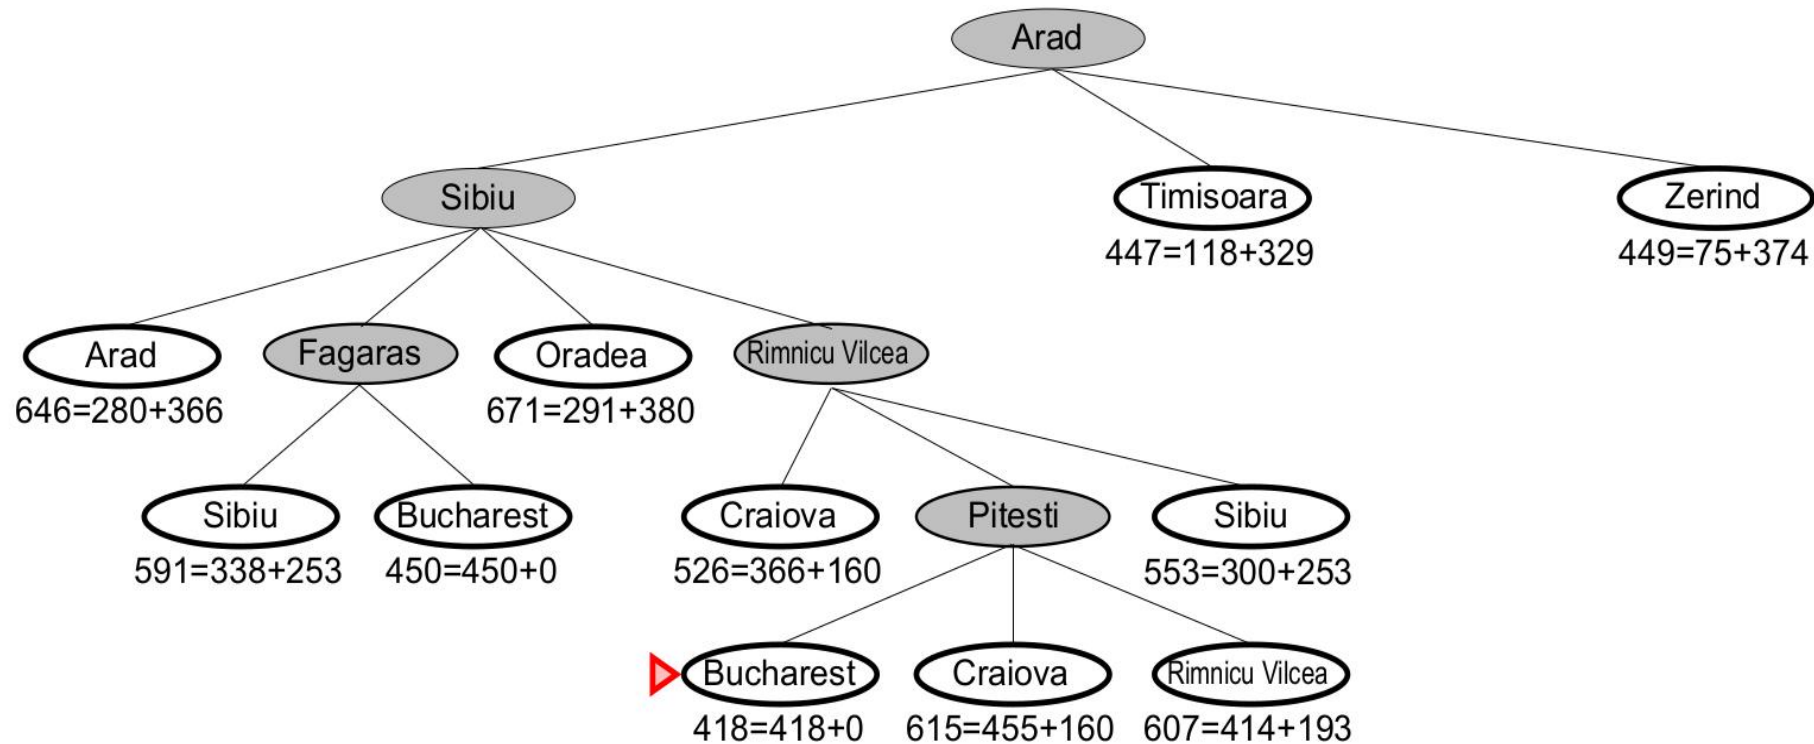 Arad
Sibiu
Timisoara
Zerind
447=118+329
449=75+374
Arad
Fagaras
Oradea
Rimnicu Vilcea
646=280+366
671=291+380
Sibiu
Bucharest
Craiova
Pitesti
Sibiu
591=338+253
450=450+0
526=366+160
553=300+253
Bucharest
Craiova
Rimnicu Vilcea
418=418+0
615=455+160
607=414+193